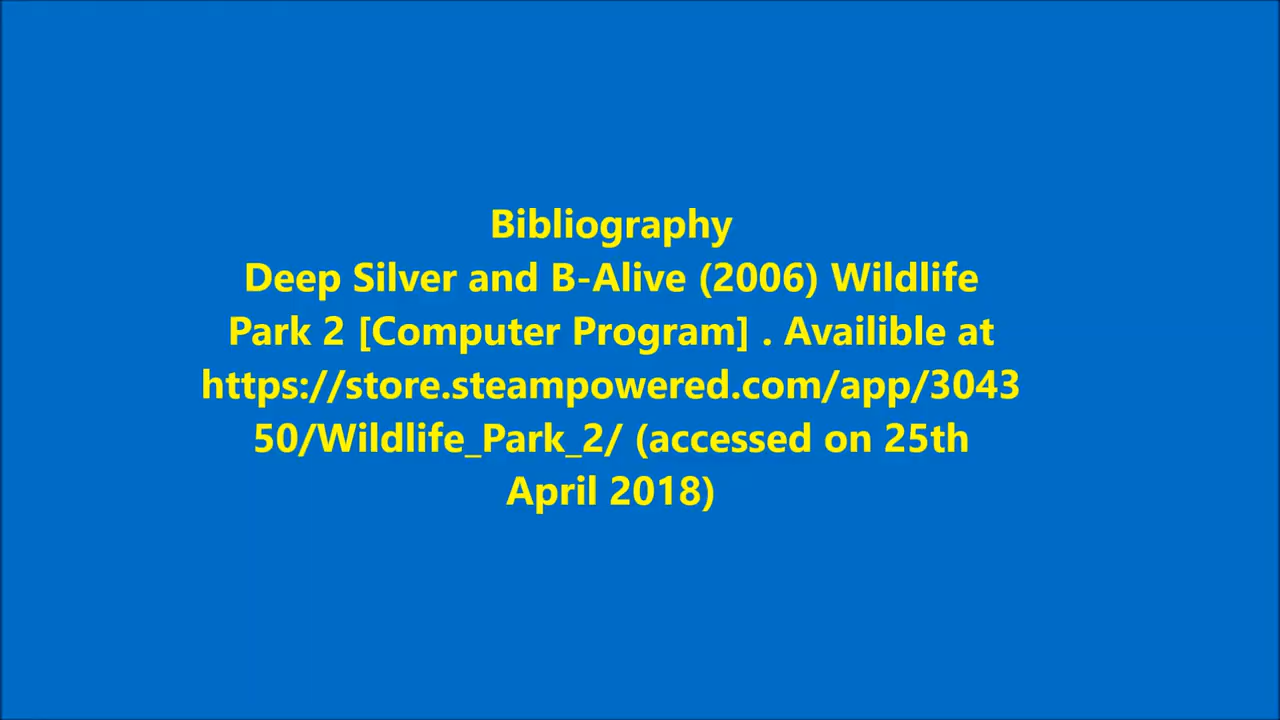 Bibliography
Deep Silver and B-Alive (2006) Wildlife
Park 2 [Computer Program] . Availible at
https://store.steampowered.com/app/3043
50/Wildlife_Park_2/ (accessed on 25th
April 2018)